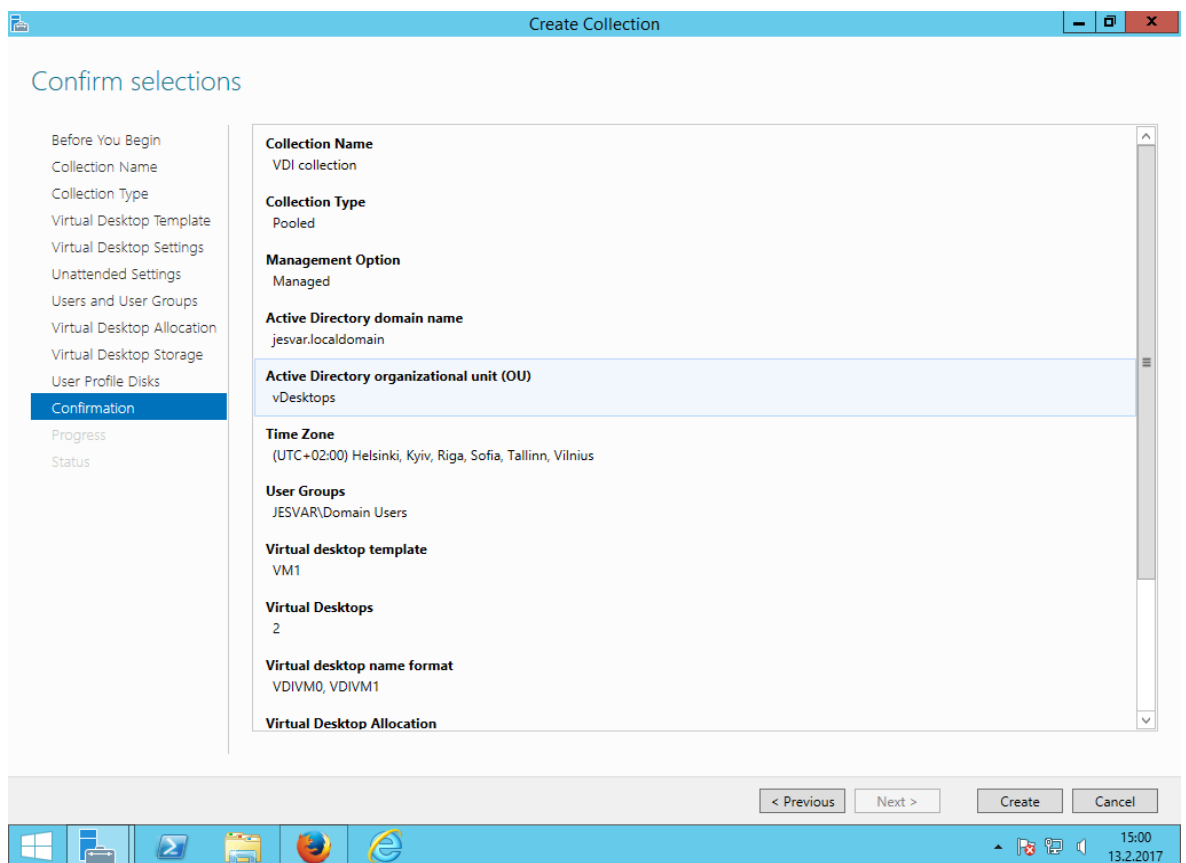 Create Collection
Confirm selections
Before You Begin
Collection Name
Collection Type
Virtual Desktop Template
Virtual Desktop Settings
Unattended Settings
Users and User Groups
Virtual Desktop Allocation
Virtual Desktop Storage
User Profile Disks
Confirmation
Progress
Status
Collection Name
VDI collection
Collection Type
Pooled
Management Option
Managed
Active Directory domain name
jesvar.localdomain
Active Directory organizational unit (OU)
vDesktops
Time Zone
(UTC+02:00) Helsinki, Kyiv, Riga, Sofia, Tallinn, Vilnius
User Groups
JESVAR\Domain Users
Virtual desktop template
VM1
Virtual Desktops
2
Virtual desktop name format
VDIVM0, VDIVM1
Virtual Desktop Allocation
< Previous Next > Create Cancel
15:00
13.2.2017